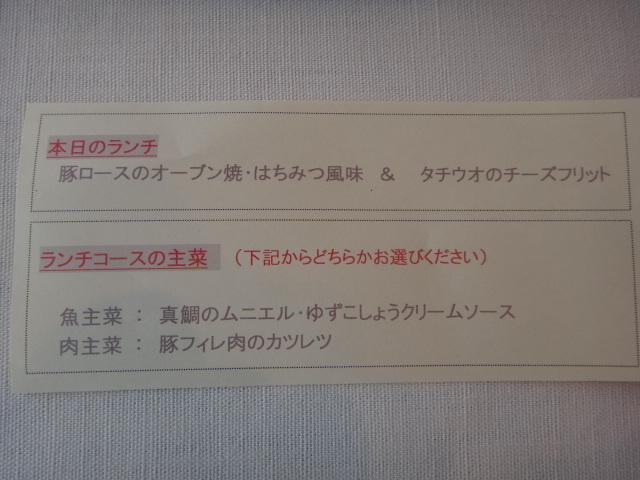 本日のランチ
豚ロースのオーブン焼・はちみつ風味 ＆ タチウオのチーズフリット
ランチコースの主菜 （下記からどちらかお選びください）
魚主菜 ： 真鯛のムニエル・ゆずこしょうクリームソース
肉主菜 ： 豚フィレ肉のカツレツ